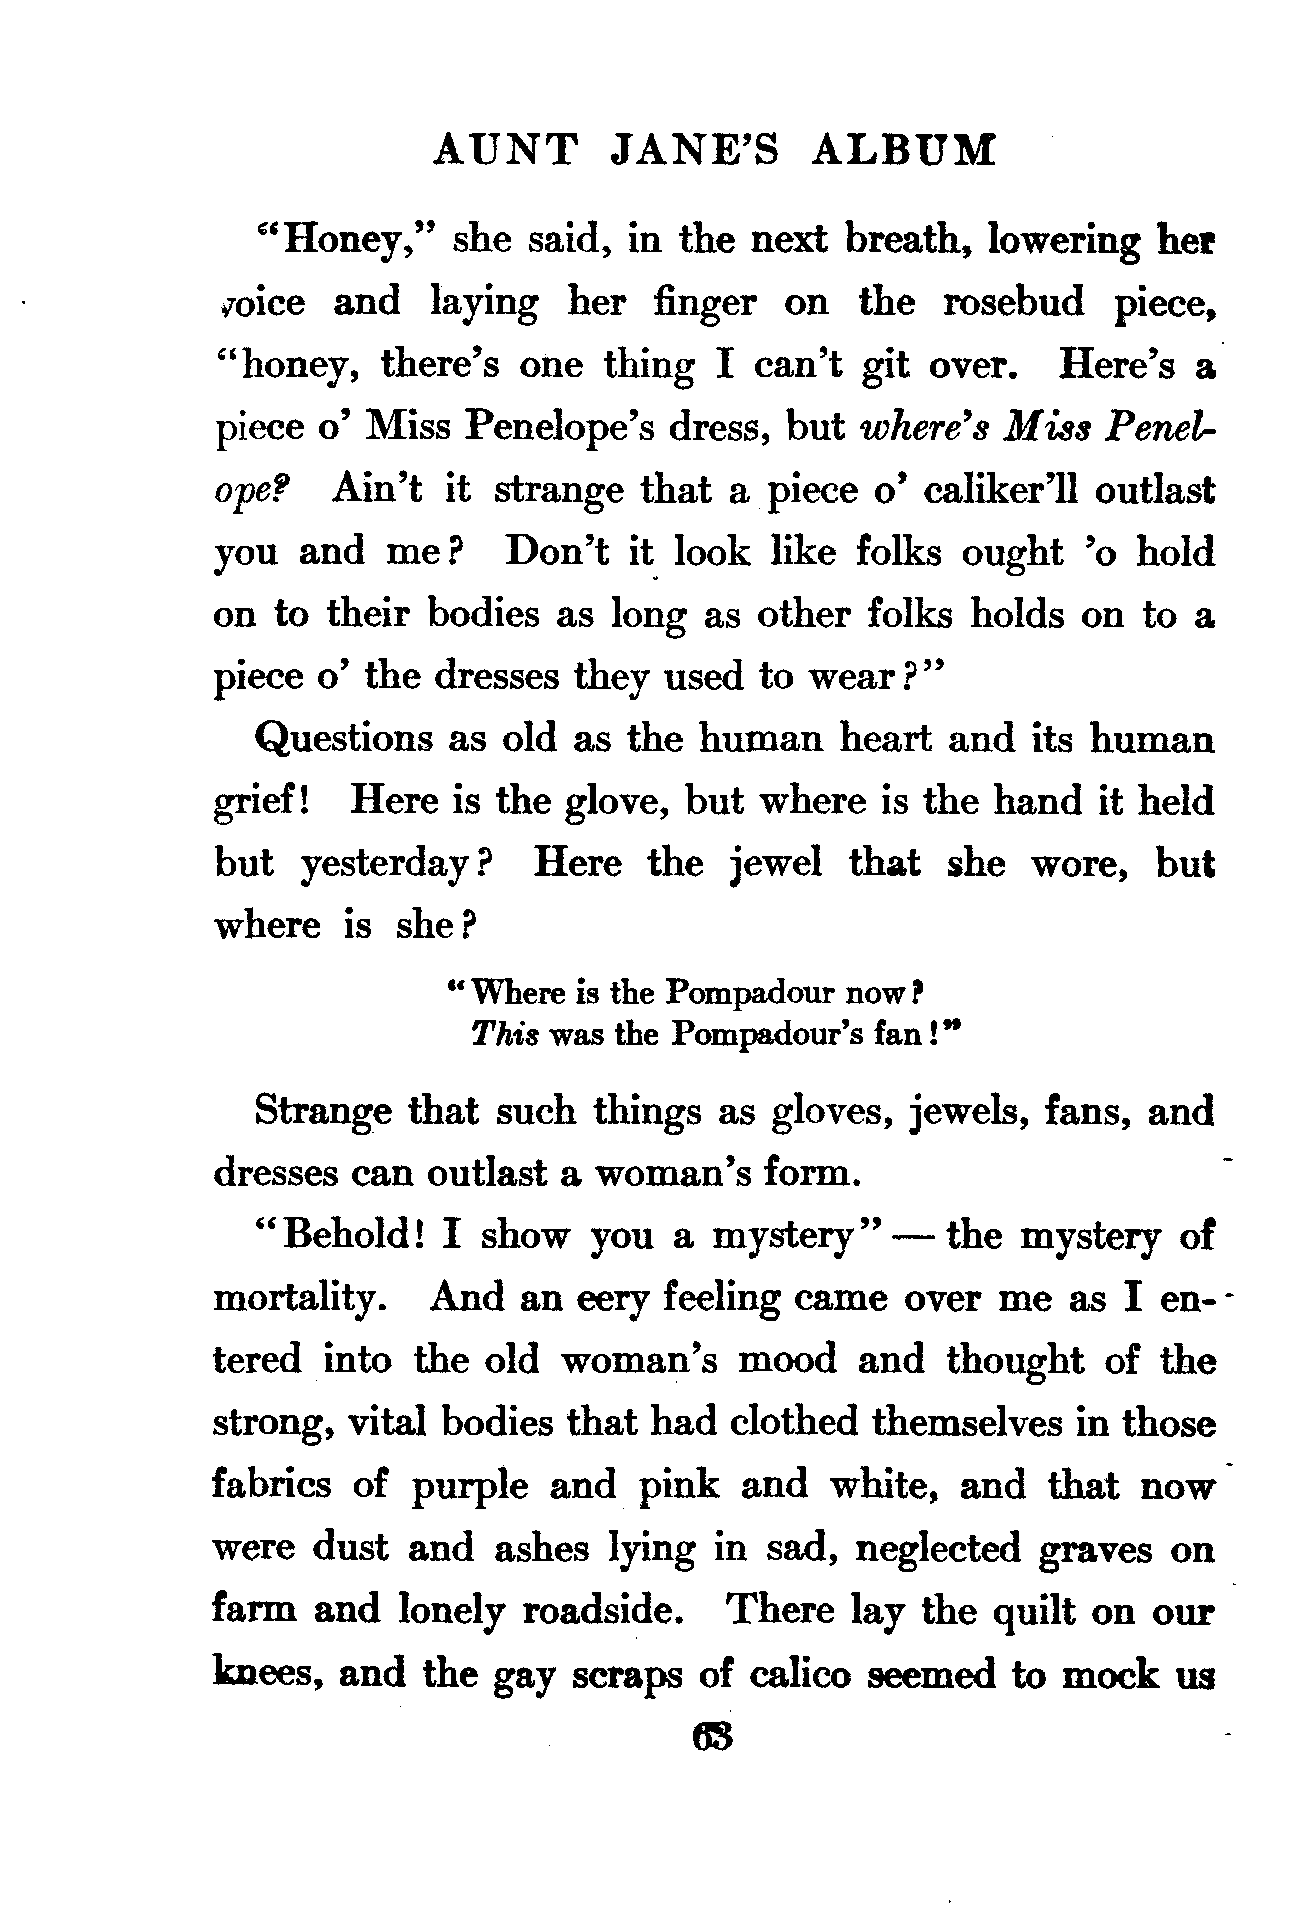 AUNT JANE'S ALBUM
"Honey," she said, in the next breath, lowering her
voice and laying her finger on the rosebud piece,
"honey, there's one thing I can't git over. Here's a
piece o' Miss Penelope's dress, but where's Miss Penel-
ope? Ain't it strange that a piece o' caliker'll outlast
you and me? Don't it look like folks ought 'o hold
on to their bodies as long as other folks holds on to a
piece o' the dresses they used to wear?"
Questions as old as the human heart and its human
grief! Here is the glove, but where is the hand it held
but yesterday? Here the jewel that she wore, but
where is she?
"Where is the Pompadour now?
This was the Pompadour's fan!"
Strange that such things as gloves, jewels, fans, and
dresses can outlast a woman's form.
"Behold! I show you a mystery" — the mystery of
mortality. And an eery feeling came over me as I en-
tered into the old woman's mood and thought of the
strong, vital bodies that had clothed themselves in those
fabrics of purple and pink and white, and that now
were dust and ashes lying in sad, neglected graves on
farm and lonely roadside. There lay the quilt on our
knees, and the gay scraps of calico seemed to mock us
63